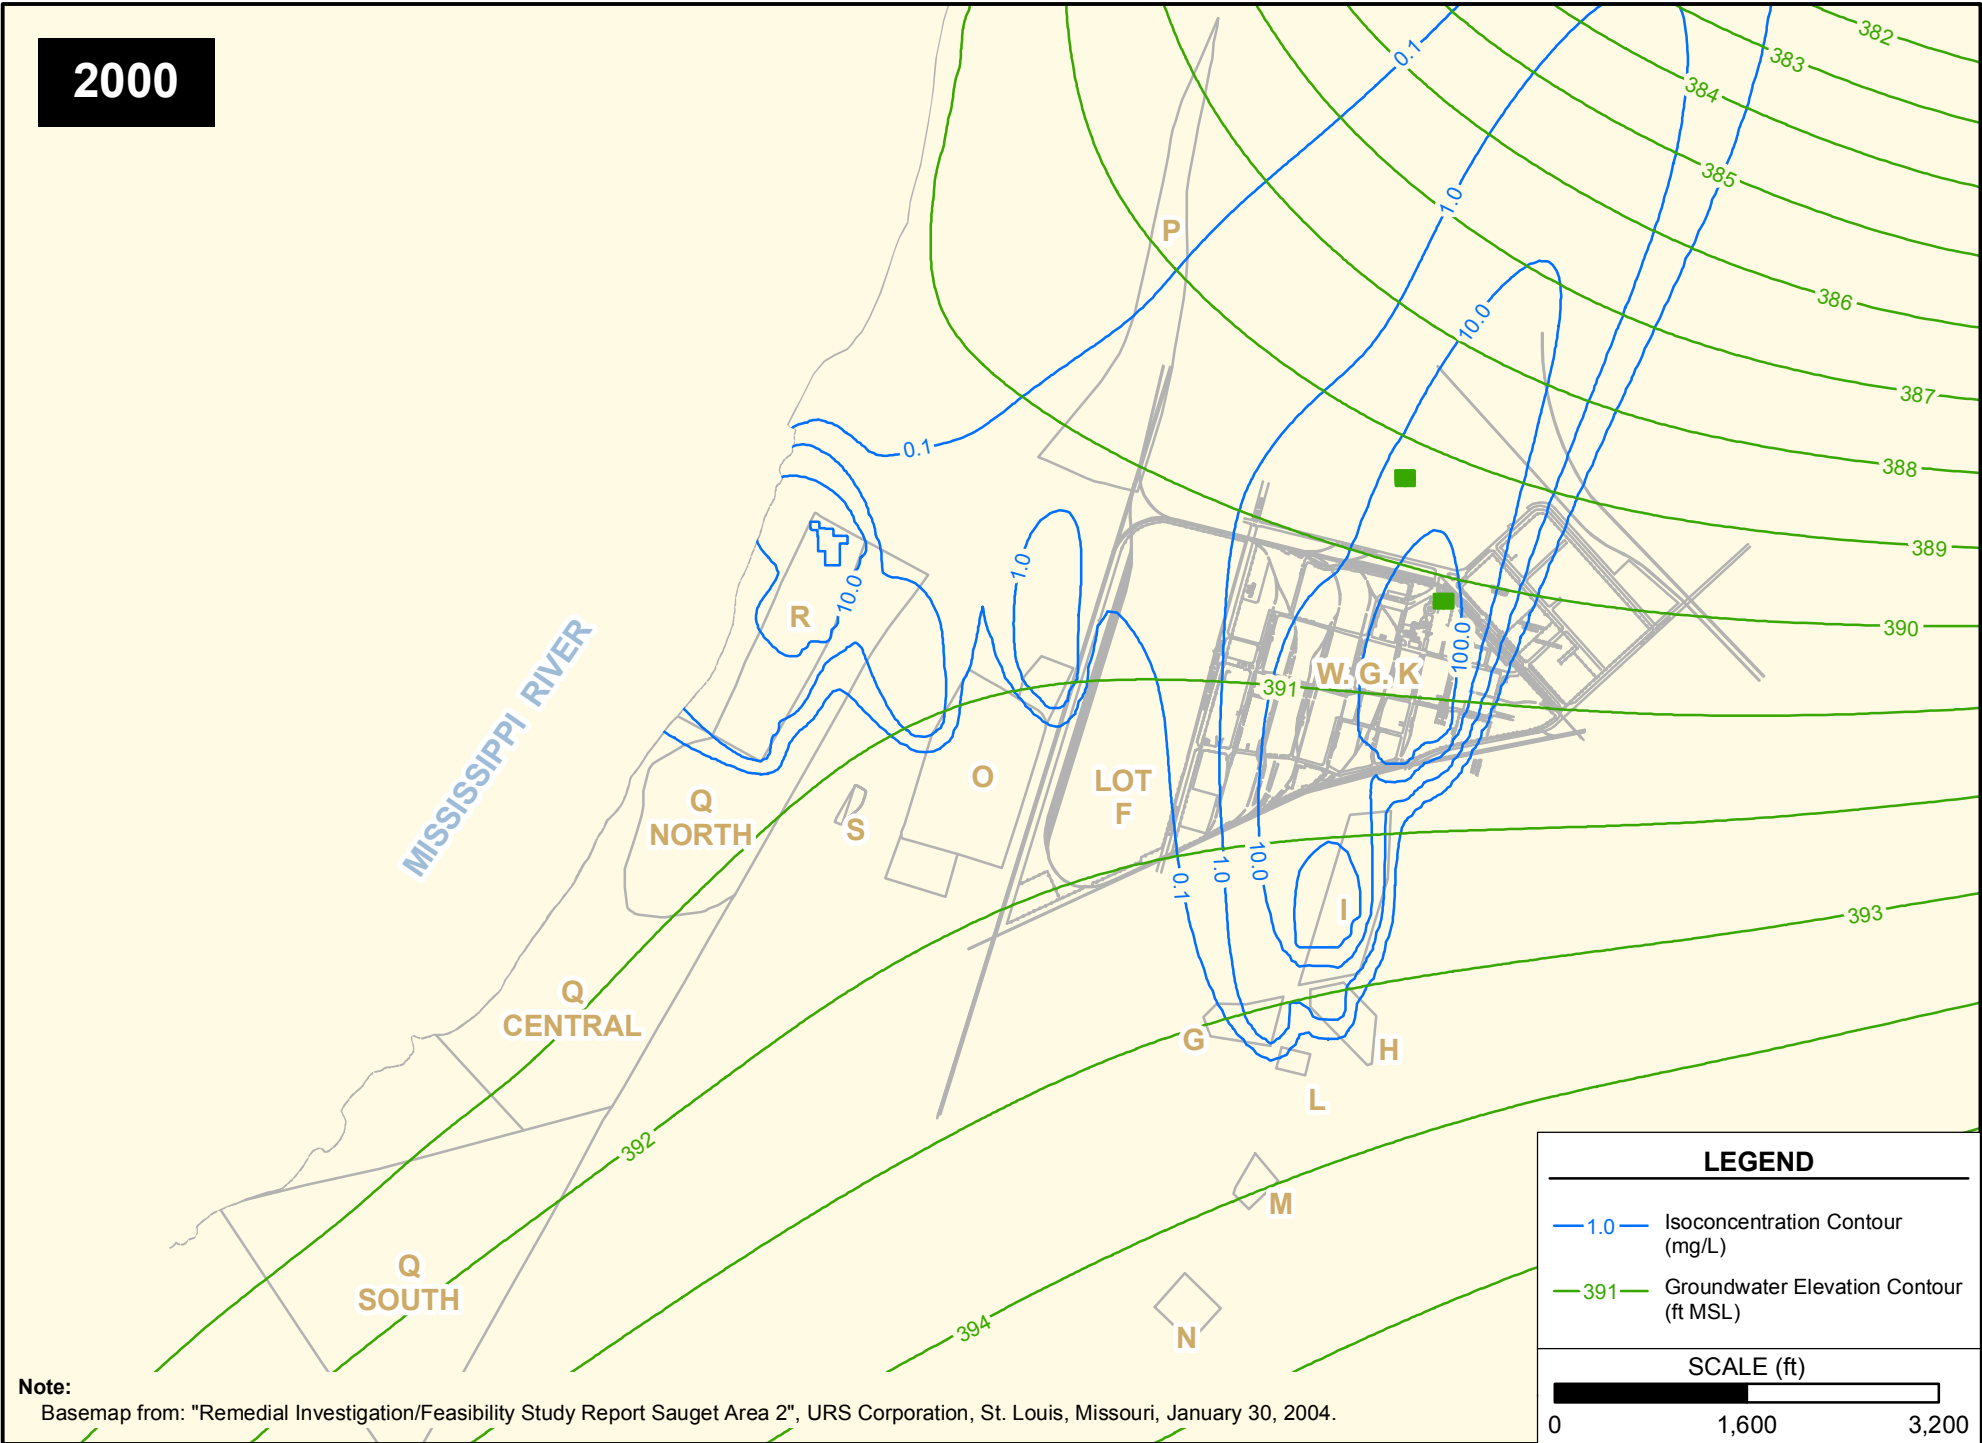 2000
382
383
384
385
386
387
388
389
390
391
392
393
394
0.1
1.0
10.0
0.1
1.0
10.0
100.0
0.1
1.0
10.0
P
R
W. G. K
O
LOT
F
S
Q
NORTH
I
Q
CENTRAL
G
H
L
M
N
Q
SOUTH
MISSISSIPPI RIVER
LEGEND
1.0 Isoconcentration Contour
(mg/L)
391 Groundwater Elevation Contour
(ft MSL)
SCALE (ft)
0 1,600 3,200
Note:
Basemap from: "Remedial Investigation/Feasibility Study Report Sauget Area 2", URS Corporation, St. Louis, Missouri, January 30, 2004.